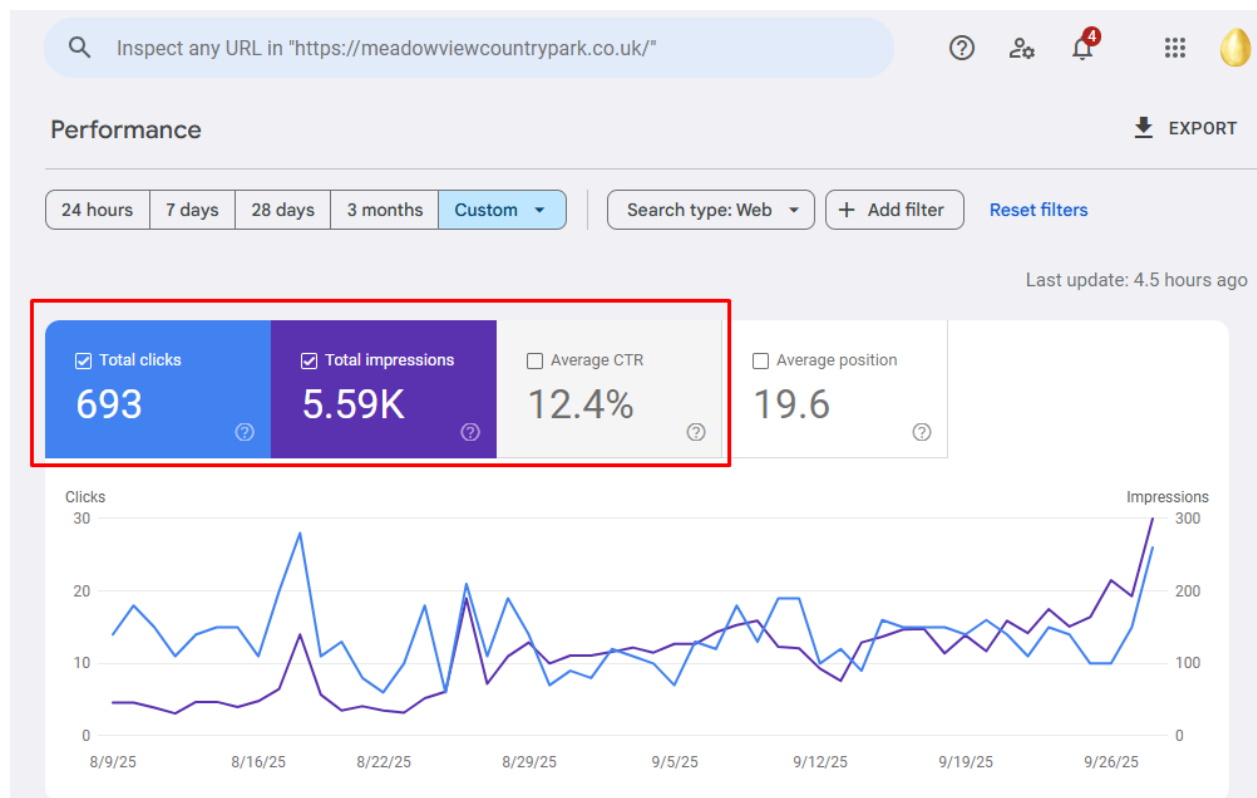 Inspect any URL in "https://meadowviewcountrypark.co.uk/"
4
Performance
EXPORT
24 hours 7 days 28 days 3 months Custom
Search type: Web + Add filter Reset filters
Last update: 4.5 hours ago
Total clicks
693
Total impressions
5.59K
Average CTR
12.4%
Average position
19.6
Clicks Impressions
30 300
20 200
10 100
0 0
8/9/25 8/16/25 8/22/25 8/29/25 9/5/25 9/12/25 9/19/25 9/26/25